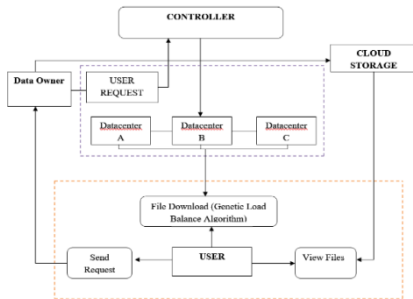 CONTROLLER
CLOUD
STORAGE
Data Owner
USER
REQUEST
Datacenter
A
Datacenter
B
Datacenter
C
File Download (Genetic Load
Balance Algorithm)
Send
Request
USER
View Files